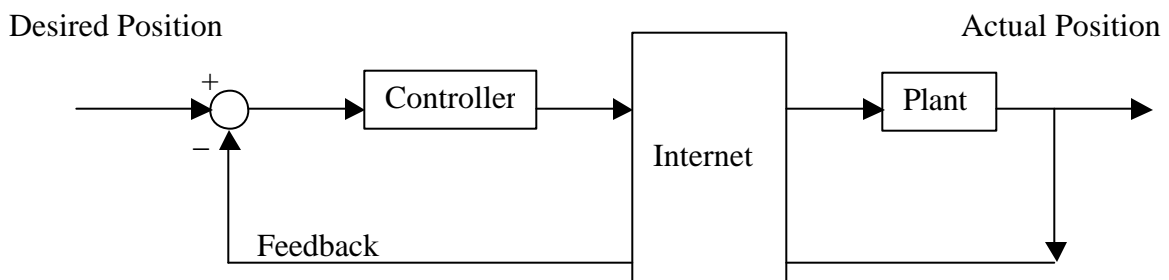 Desired Position
Actual Position
+
Controller
Plant
−
Internet
Feedback